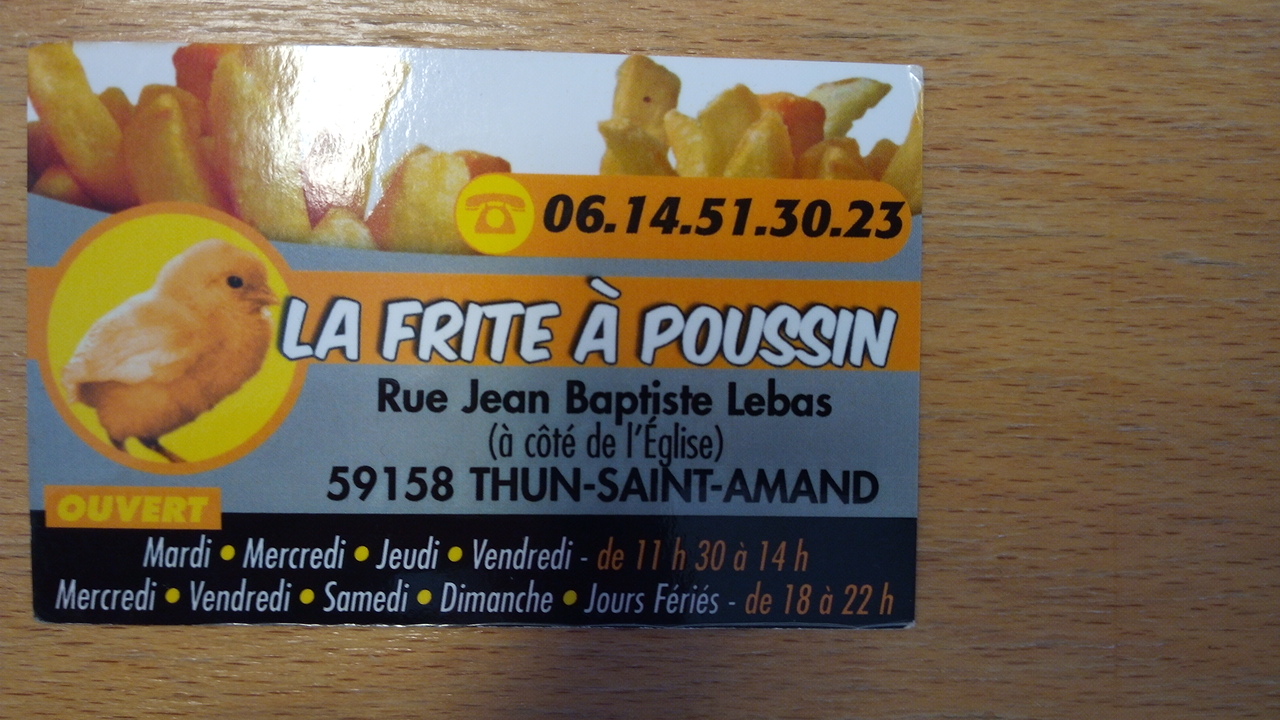 06.14.51.30.23
LA FRITE À POUSSIN
Rue Jean Baptiste Lebas
(à côté de l'Église)
59158 THUN-SAINT-AMAND
OUVERT
Mardi • Mercredi • Jeudi • Vendredi - de 11 h 30 à 14 h
Mercredi • Vendredi • Samedi • Dimanche • Jours Fériés - de 18 à 22 h